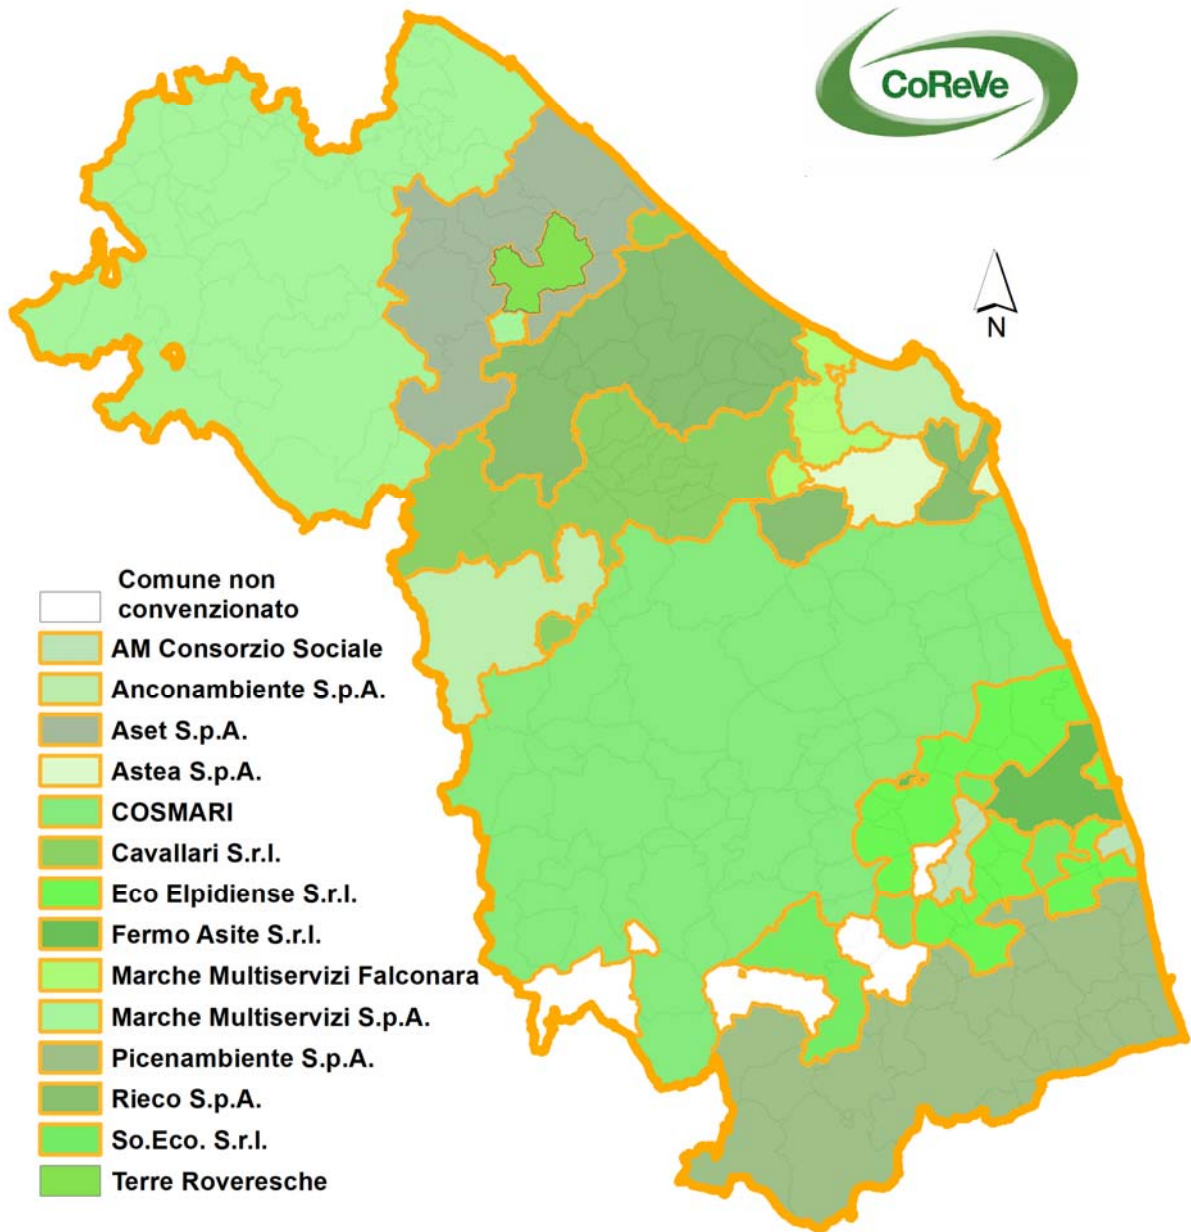 CoReVe
N
Comune non
convenzionato
AM Consorzio Sociale
Anconambiente S.p.A.
Aset S.p.A.
Astea S.p.A.
COSMARI
Cavallari S.r.l.
Eco Elpidiense S.r.l.
Fermo Asite S.r.l.
Marche Multiservizi Falconara
Marche Multiservizi S.p.A.
Picenambiente S.p.A.
Rieco S.p.A.
So.Eco. S.r.l.
Terre Roveresche